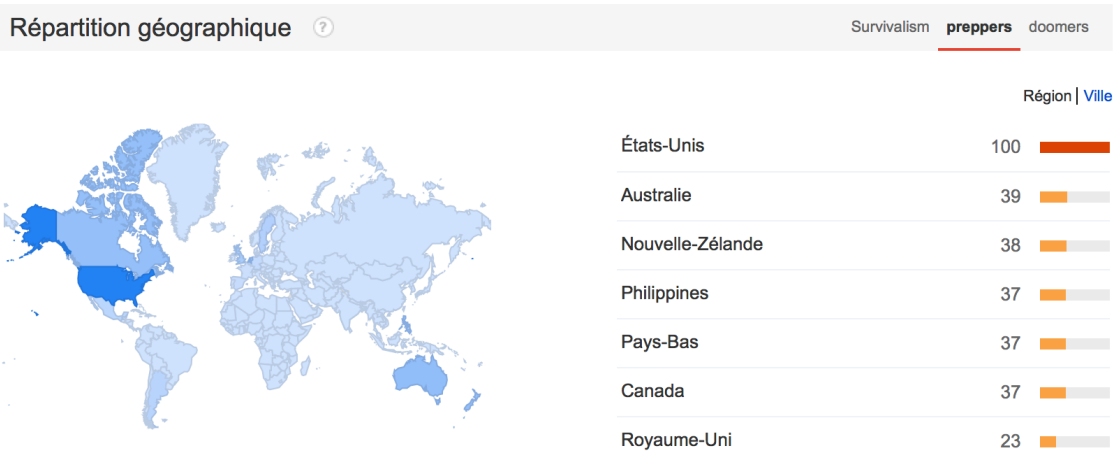 Répartition géographique ?
Survivalism preppers doomers
Région | Ville
États-Unis 100
Australie 39
Nouvelle-Zélande 38
Philippines 37
Pays-Bas 37
Canada 37
Royaume-Uni 23